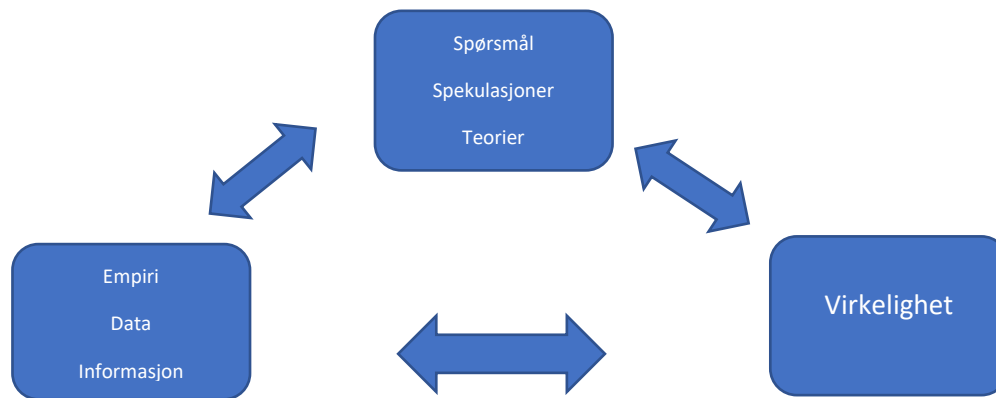 Spørsmål
Spekulasjoner
Teorier
Empiri
Data
Informasjon
Virkelighet